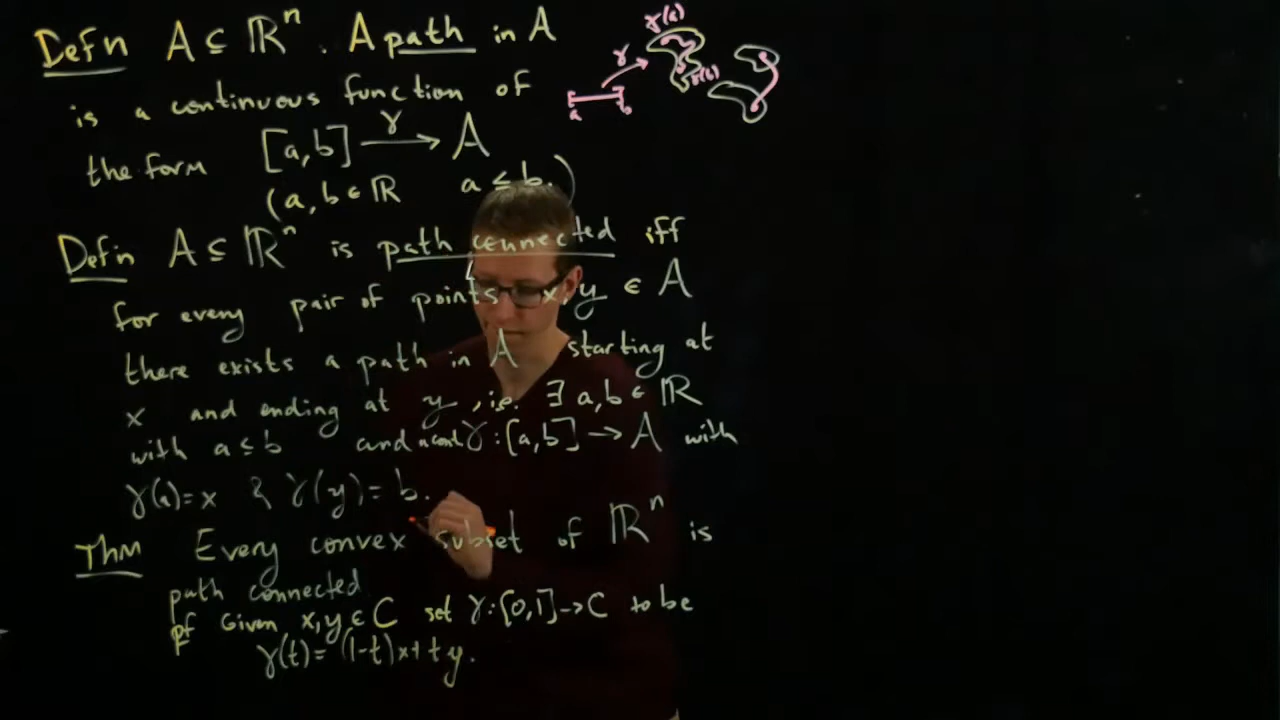 Defn A ⊆ ℝⁿ. A path in A
is a continuous function of
the form [a,b] —γ→ A
(a, b ∈ ℝ a ≤ b.)
γ(a)
γ
γ(b)
a
b
Defn A ⊆ ℝⁿ is path connected iff
for every pair of points x, y ∈ A
there exists a path in A starting at
x and ending at y, i.e. ∃ a,b ∈ ℝ
with a ≤ b and a cont γ : [a,b] → A with
γ(a) = x & γ(y) = b.
Thm Every convex subset of ℝⁿ is
path connected
pf Given x,y ∈ C set γ : [0,1] → C to be
γ(t) = (1-t)x + ty.